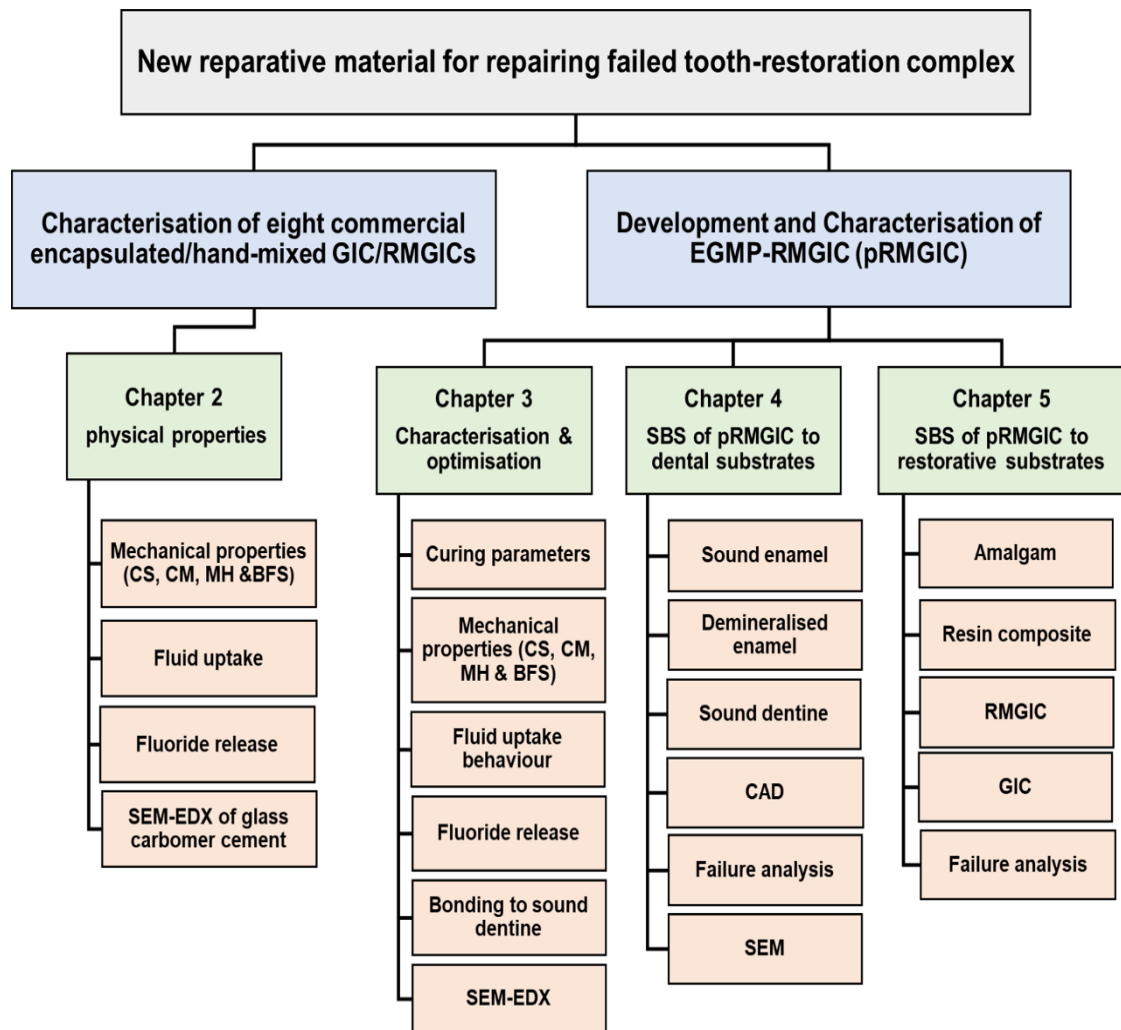 New reparative material for repairing failed tooth-restoration complex
Characterisation of eight commercial
encapsulated/hand-mixed GIC/RMGICs
Development and Characterisation of
EGMP-RMGIC (pRMGIC)
Chapter 2
physical properties
Mechanical properties
(CS, CM, MH &BFS)
Fluid uptake
Fluoride release
SEM-EDX of glass
carbomer cement
Chapter 3
Characterisation &
optimisation
Curing parameters
Mechanical
properties (CS, CM,
MH & BFS)
Fluid uptake
behaviour
Fluoride release
Bonding to sound
dentine
SEM-EDX
Chapter 4
SBS of pRMGIC to
dental substrates
Sound enamel
Demineralised
enamel
Sound dentine
CAD
Failure analysis
SEM
Chapter 5
SBS of pRMGIC to
restorative substrates
Amalgam
Resin composite
RMGIC
GIC
Failure analysis